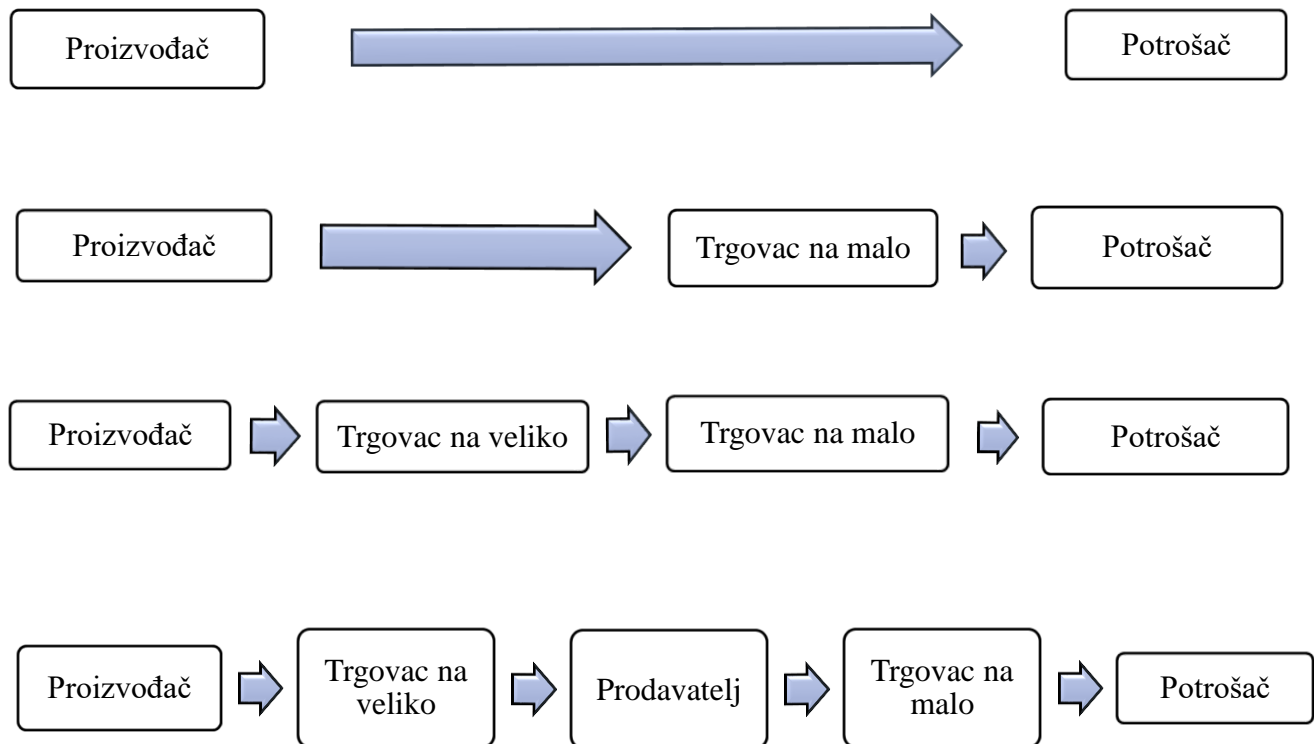 Proizvođač
Potrošač
Proizvođač
Trgovac na malo
Potrošač
Proizvođač
Trgovac na veliko
Trgovac na malo
Potrošač
Proizvođač
Trgovac na
veliko
Prodavatelj
Trgovac na
malo
Potrošač